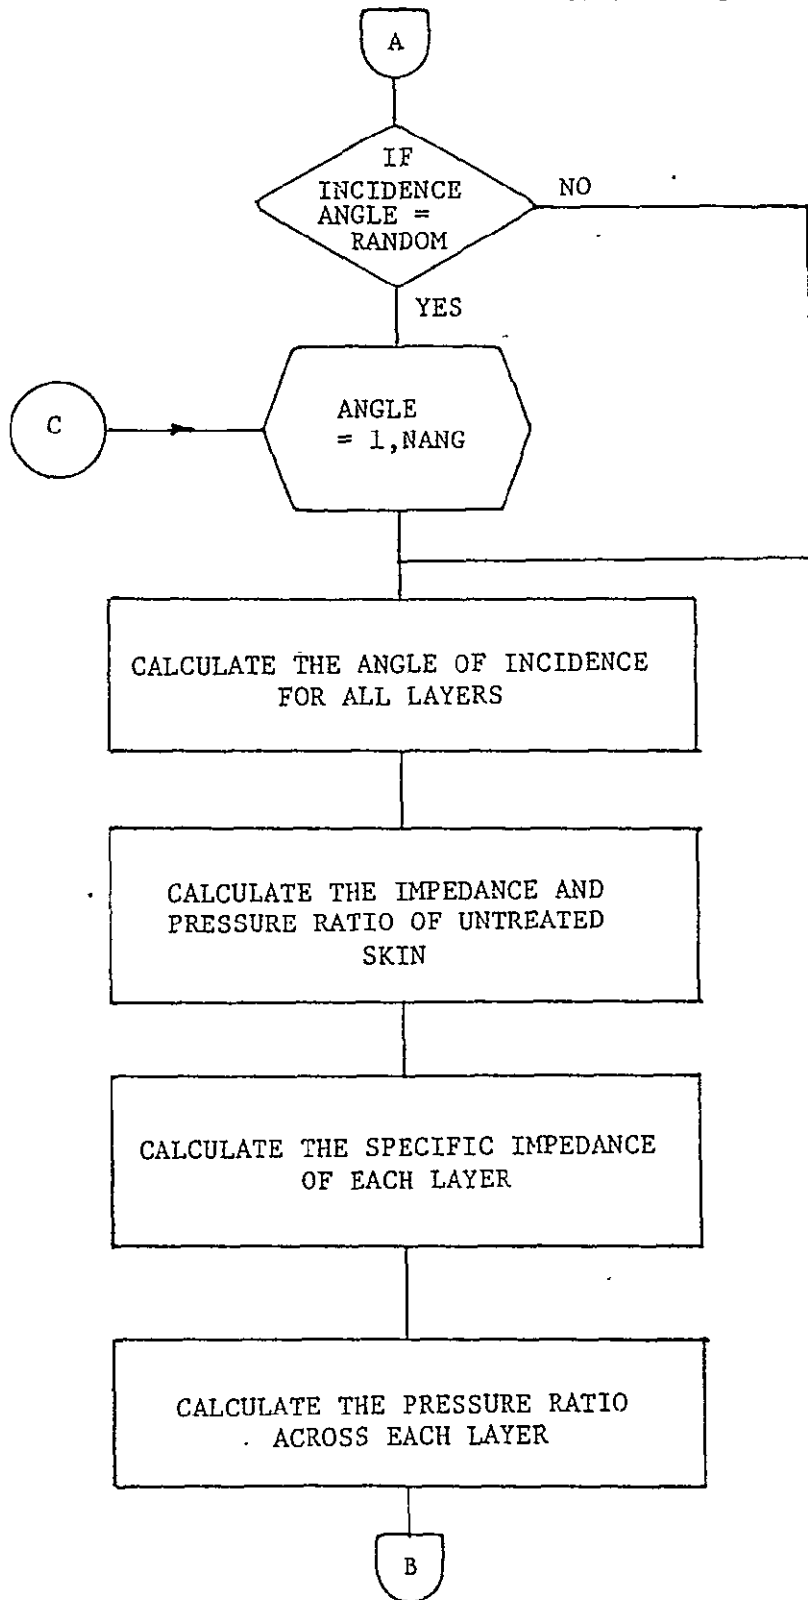 A
IF
INCIDENCE
ANGLE =
RANDOM
NO
YES
C
ANGLE
= 1,NANG
CALCULATE THE ANGLE OF INCIDENCE
FOR ALL LAYERS
CALCULATE THE IMPEDANCE AND
PRESSURE RATIO OF UNTREATED
SKIN
CALCULATE THE SPECIFIC IMPEDANCE
OF EACH LAYER
CALCULATE THE PRESSURE RATIO
ACROSS EACH LAYER
B